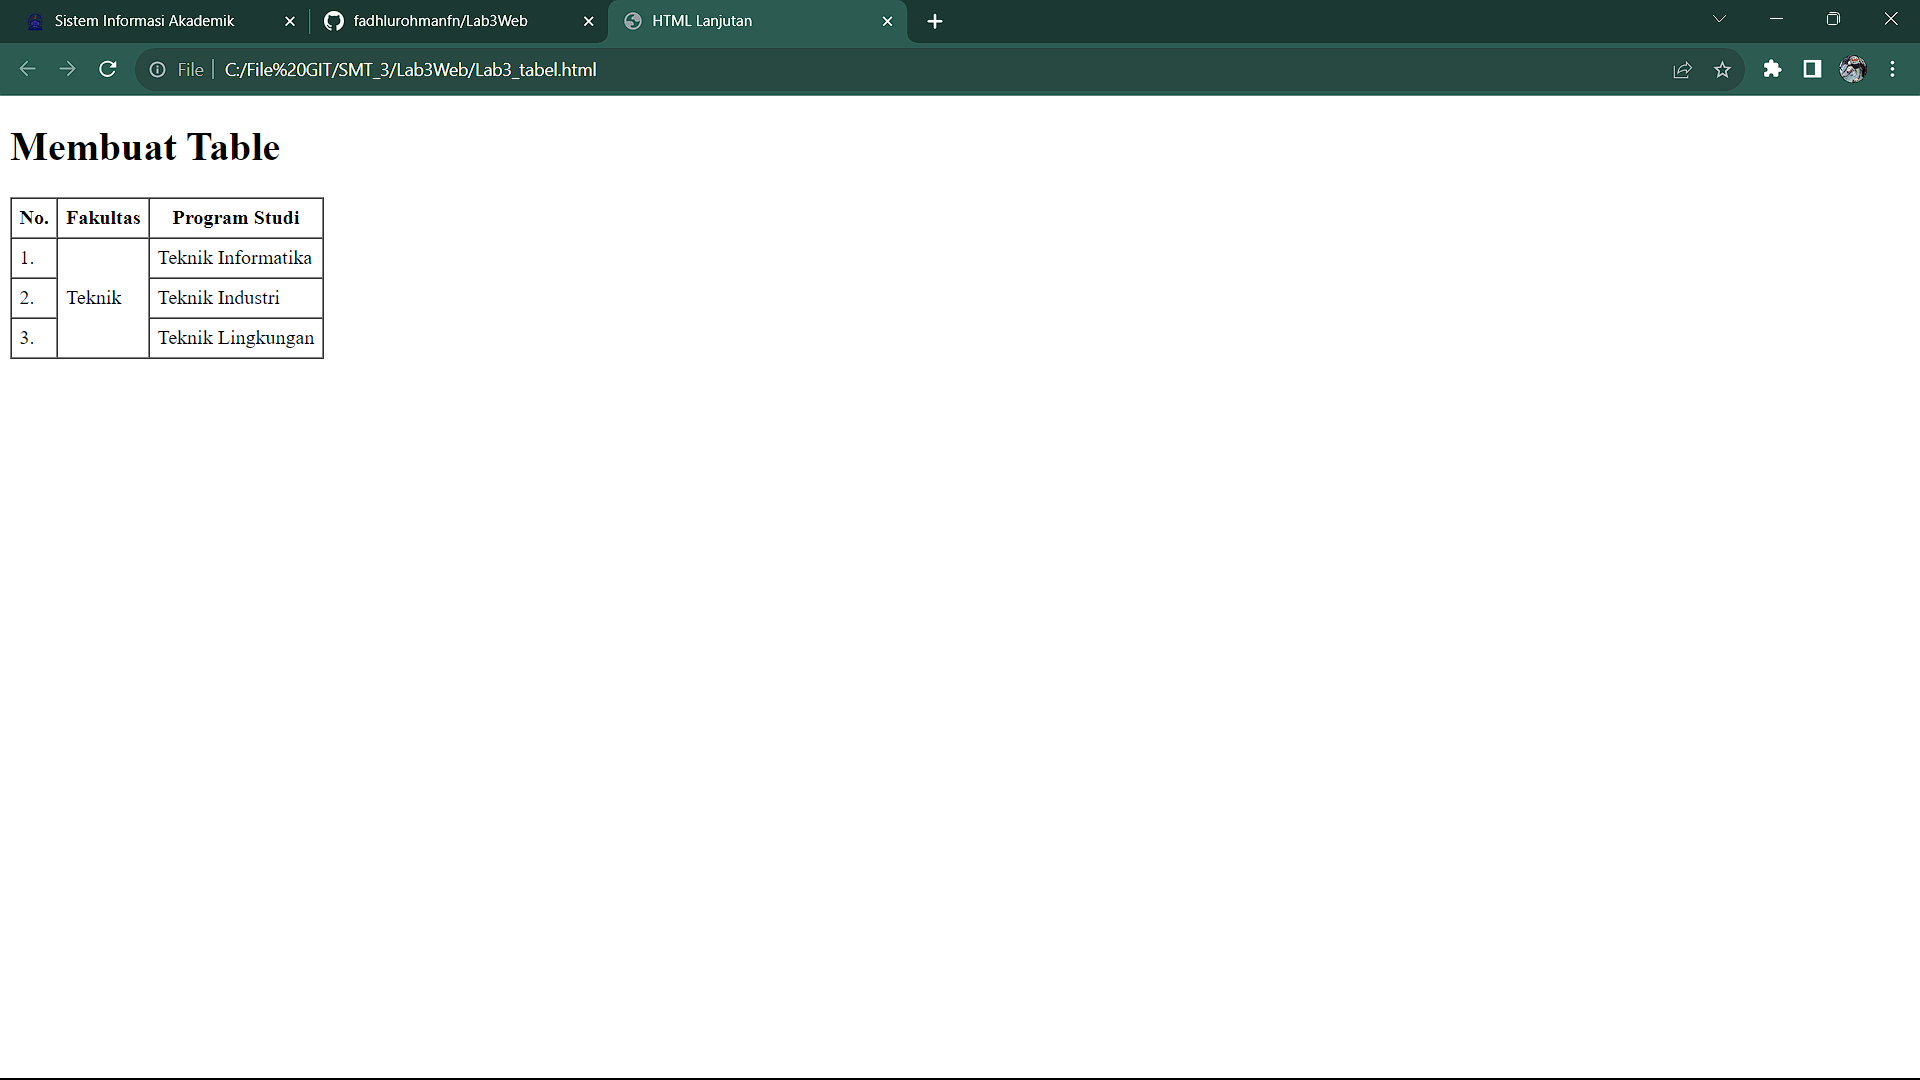 Sistem Informasi Akademik
fadhlurohmanfn/Lab3Web
HTML Lanjutan
File
C:/File%20GIT/SMT_3/Lab3Web/Lab3_tabel.html
Membuat Table
No. Fakultas Program Studi
1. Teknik Informatika
2. Teknik Teknik Industri
3. Teknik Lingkungan